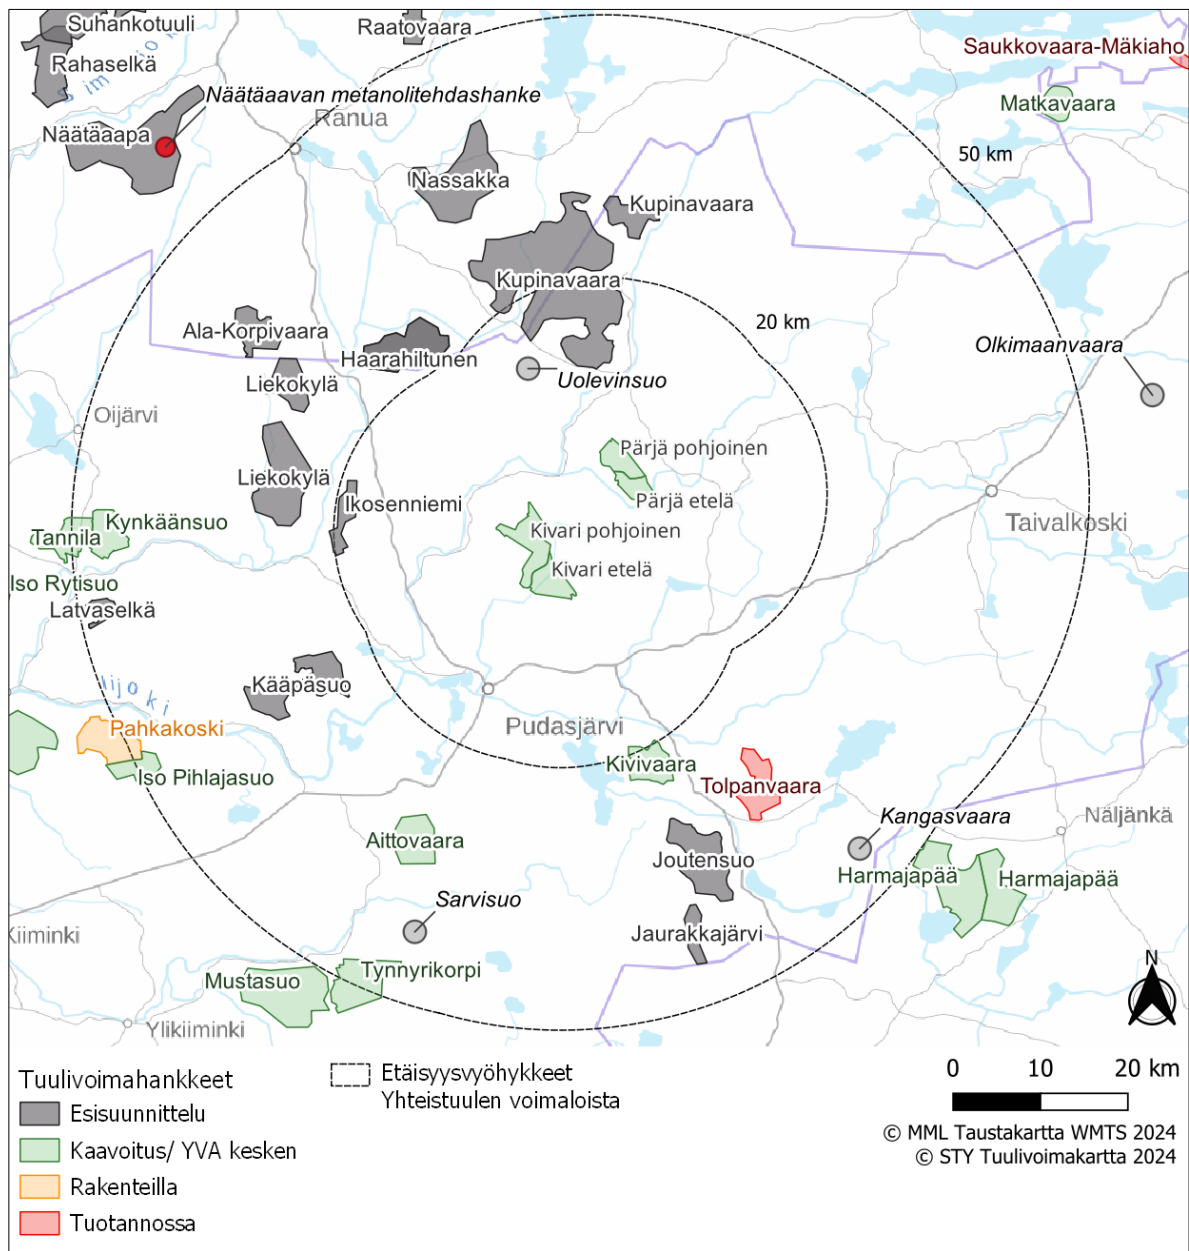 Suhankotuuli
Raatovaara
Rahaselkä
Saukkovaara-Mäkiaho
Näätäaavan metanolitehdashanke
Matkavaara
Ranua
Näätäaapa
50 km
Nassakka
Kupinavaara
Kupinavaara
20 km
Ala-Korpivaara
Olkimaanvaara
Haarahiltunen
Liekokylä
Uolevinsuo
Oijärvi
Pärjä pohjoinen
Liekokylä
Pärjä etelä
Ikosenniemi
Kynkäänsuo
Taivalkoski
Tannila
Kivari pohjoinen
Kivari etelä
Iso Rytisuo
Latvaselkä
Kääpäsuo
Iijoki
Pahkakoski
Pudasjärvi
Kivivaara
Iso Pihlajasuo
Tolpanvaara
Kangasvaara
Näljänkä
Aittovaara
Joutensuo
Harmajapää
Harmajapää
Sarvisuo
Jaurakkajärvi
Kiiminki
Tynnyrikorpi
Mustasuo
N
Ylikiiminki
Tuulivoimahankkeet
Esisuunnittelu
Kaavoitus/ YVA kesken
Rakenteilla
Tuotannossa
Etäisyysvyöhykkeet
Yhteistuulen voimaloista
0 10 20 km
© MML Taustakartta WMTS 2024
© STY Tuulivoimakartta 2024